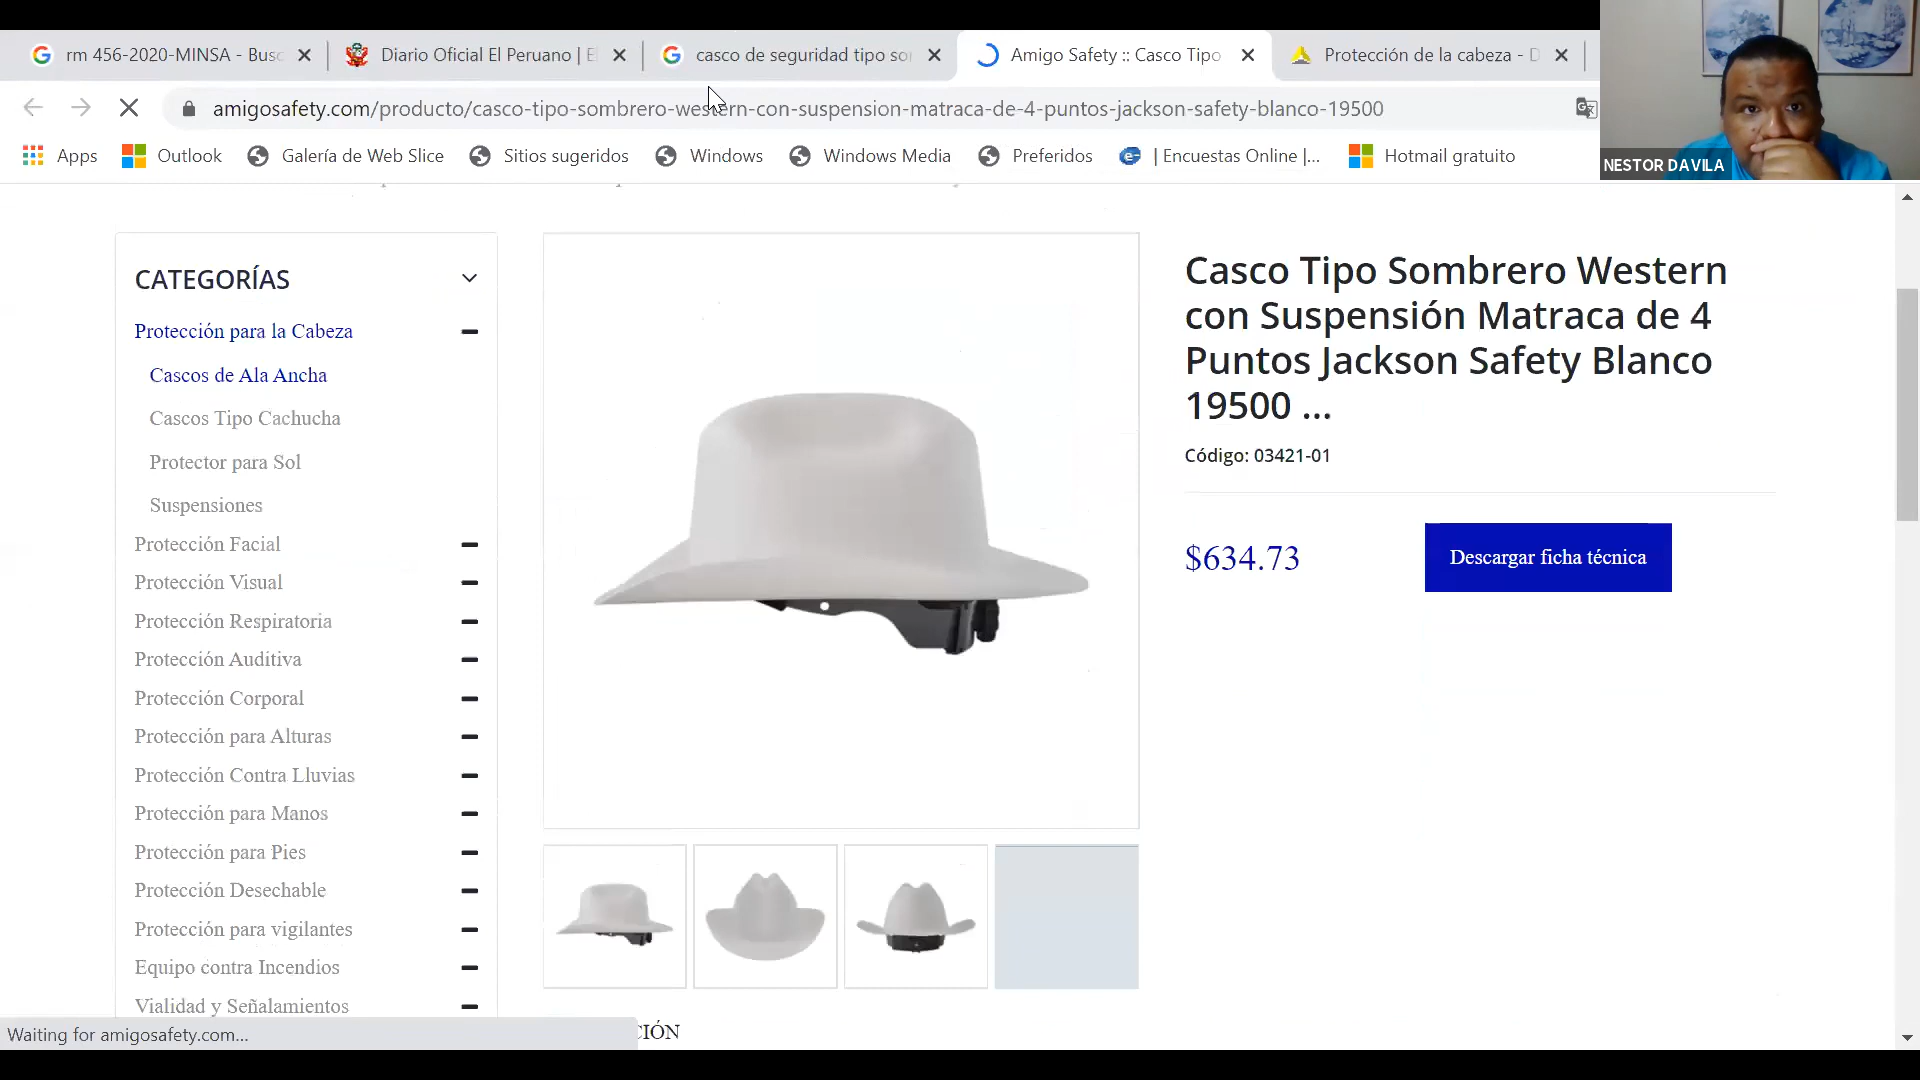 rm 456-2020-MINSA - Busc
Diario Oficial El Peruano | E
casco de seguridad tipo so
Amigo Safety :: Casco Tipo
Protección de la cabeza - D
amigosafety.com/producto/casco-tipo-sombrero-western-con-suspension-matraca-de-4-puntos-jackson-safety-blanco-19500
Apps
Outlook
Galería de Web Slice
Sitios sugeridos
Windows
Windows Media
Preferidos
| Encuestas Online |...
Hotmail gratuito
NESTOR DAVILA
CATEGORÍAS
Protección para la Cabeza
Cascos de Ala Ancha
Cascos Tipo Cachucha
Protector para Sol
Suspensiones
Protección Facial
Protección Visual
Protección Respiratoria
Protección Auditiva
Protección Corporal
Protección para Alturas
Protección Contra Lluvias
Protección para Manos
Protección para Pies
Protección Desechable
Protección para vigilantes
Equipo contra Incendios
Vialidad y Señalamientos
Casco Tipo Sombrero Western
con Suspensión Matraca de 4
Puntos Jackson Safety Blanco
19500 ...
Código: 03421-01
$634.73
Descargar ficha técnica
CIÓN
Waiting for amigosafety.com...